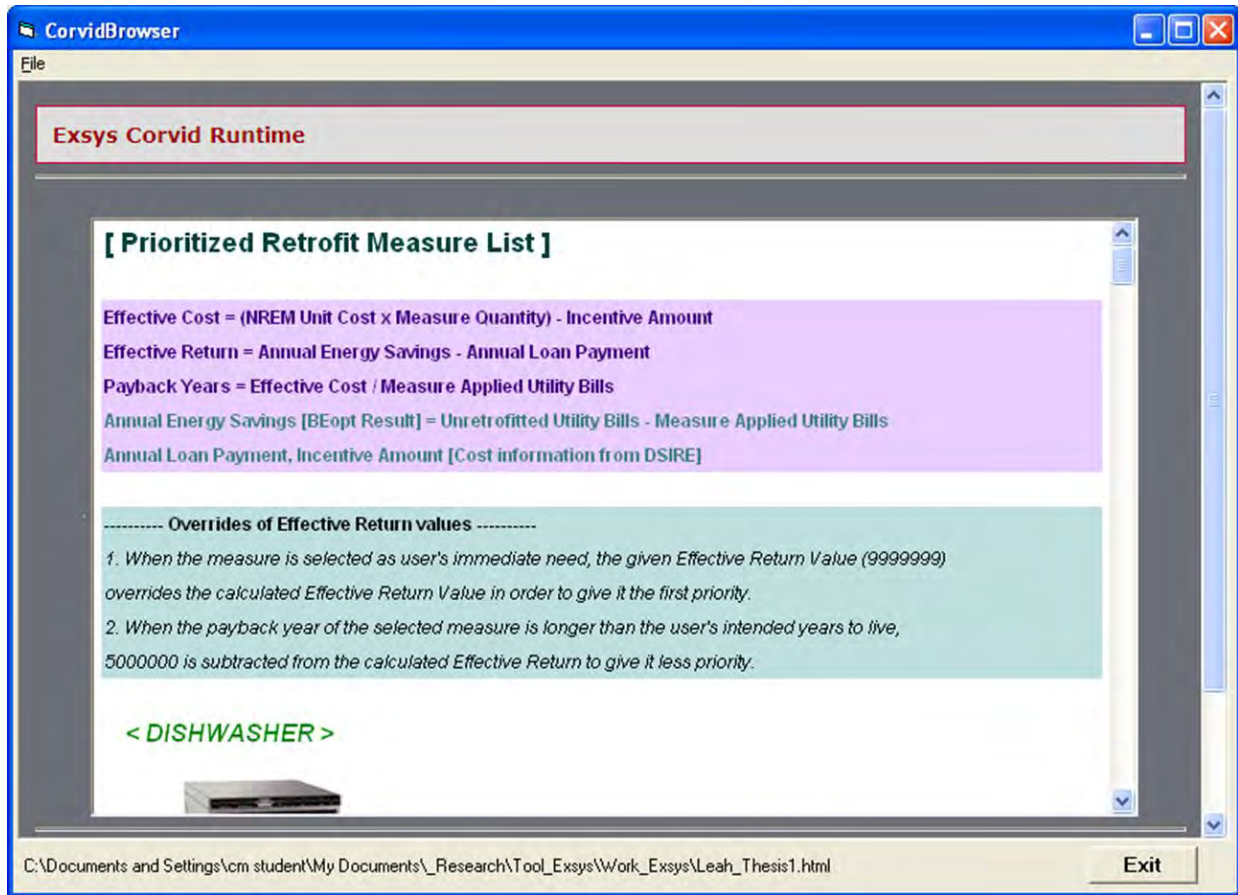 CorvidBrowser
File
Exsys Corvid Runtime
[ Prioritized Retrofit Measure List ]
Effective Cost = (NREM Unit Cost x Measure Quantity) - Incentive Amount
Effective Return = Annual Energy Savings - Annual Loan Payment
Payback Years = Effective Cost / Measure Applied Utility Bills
Annual Energy Savings [BEopt Result] = Unretrofitted Utility Bills - Measure Applied Utility Bills
Annual Loan Payment, Incentive Amount [Cost information from DSIRE]
---------- Overrides of Effective Return values ----------
1. When the measure is selected as user's immediate need, the given Effective Return Value (9999999)
overrides the calculated Effective Return Value in order to give it the first priority.
2. When the payback year of the selected measure is longer than the user's intended years to live,
5000000 is subtracted from the calculated Effective Return to give it less priority.
< DISHWASHER >
C:\Documents and Settings\cm student\My Documents\_Research\Tool_Exsys\Work_Exsys\Leah_Thesis1.html
Exit